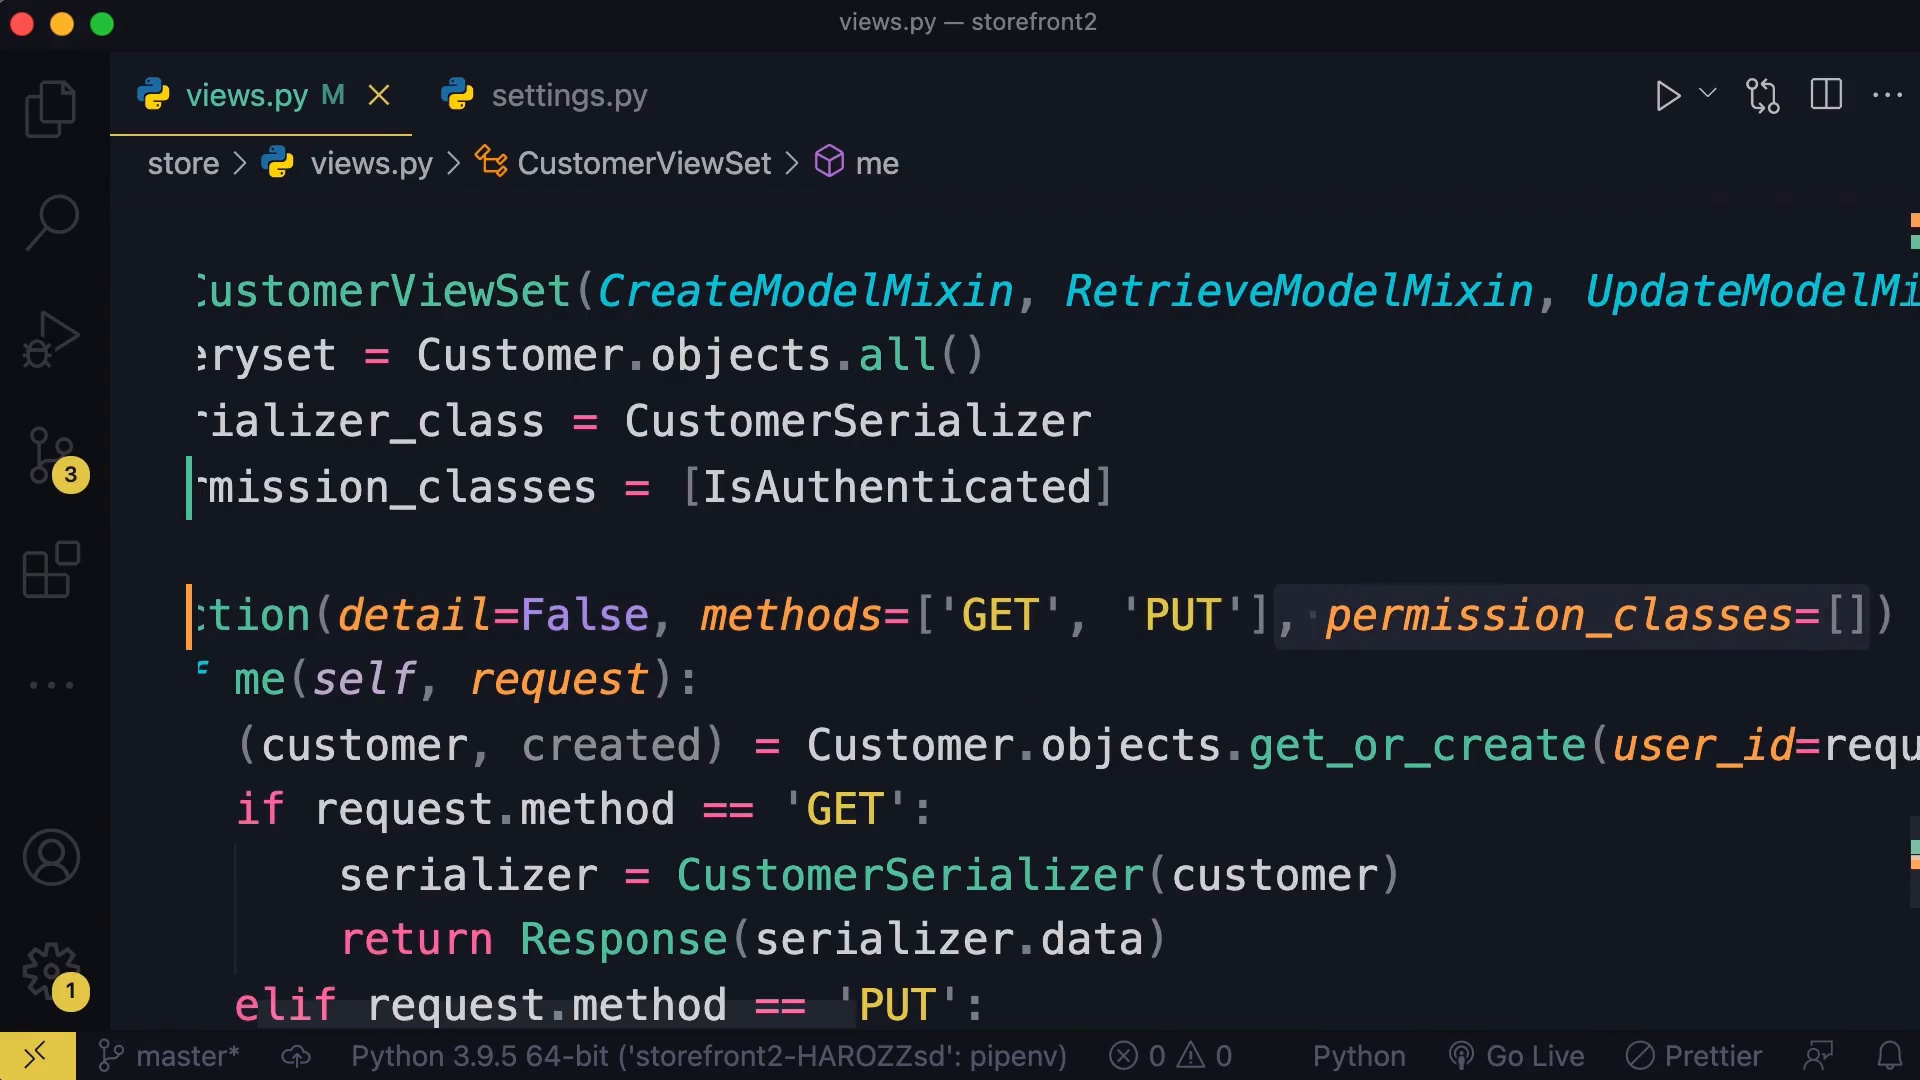 views.py — storefront2
views.py M settings.py
store > views.py > CustomerViewSet > me
CustomerViewSet(CreateModelMixin, RetrieveModelMixin, UpdateModelMi
eryset = Customer.objects.all()
rializer_class = CustomerSerializer
rmission_classes = [IsAuthenticated]
ction(detail=False, methods=['GET', 'PUT'], permission_classes=[])
f me(self, request):
(customer, created) = Customer.objects.get_or_create(user_id=requ
if request.method == 'GET':
serializer = CustomerSerializer(customer)
return Response(serializer.data)
elif request.method == 'PUT':
3
1
master* Python 3.9.5 64-bit ('storefront2-HAROZZsd': pipenv) 0 0 Python Go Live Prettier